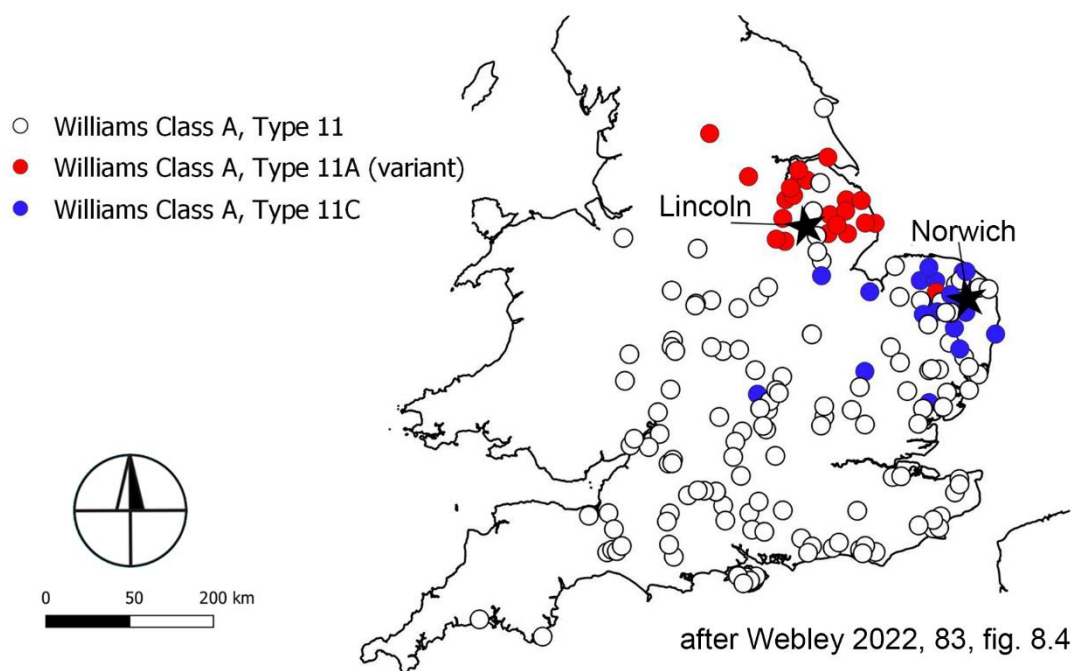 Williams Class A, Type 11
Williams Class A, Type 11A (variant)
Williams Class A, Type 11C
Lincoln
Norwich
0 50 200 km
after Webley 2022, 83, fig. 8.4